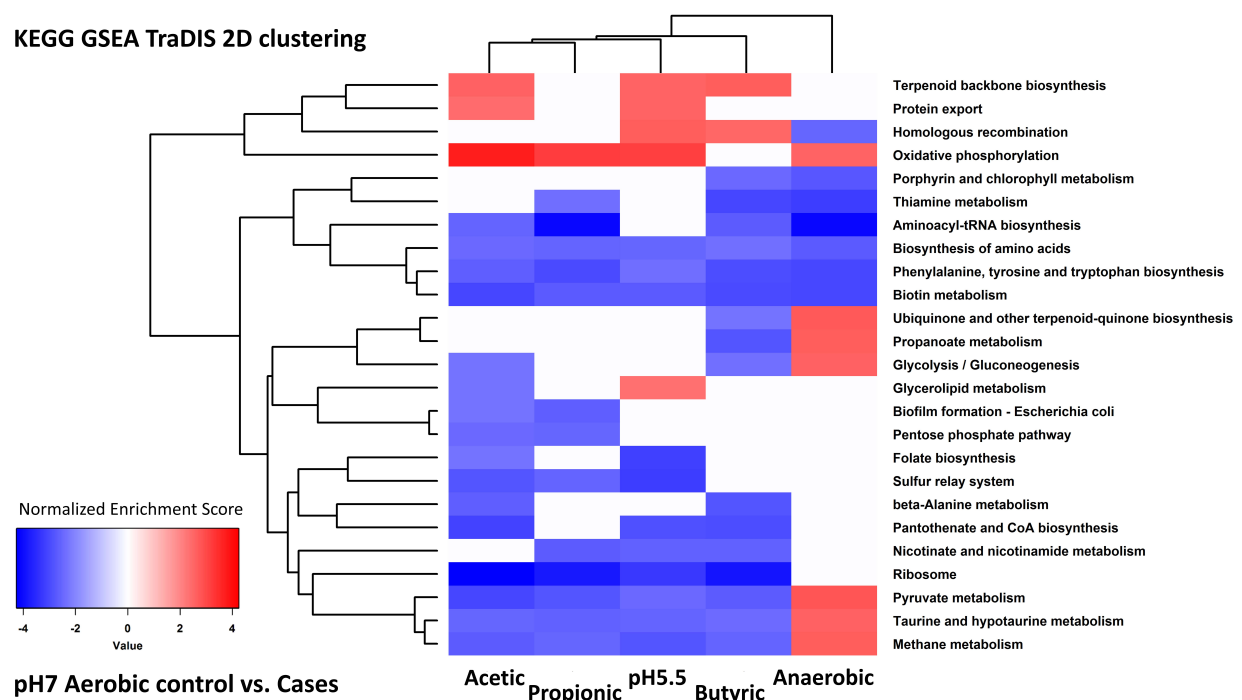 KEGG GSEA TraDIS 2D clustering
Terpenoid backbone biosynthesis
Protein export
Homologous recombination
Oxidative phosphorylation
Porphyrin and chlorophyll metabolism
Thiamine metabolism
Aminoacyl-tRNA biosynthesis
Biosynthesis of amino acids
Phenylalanine, tyrosine and tryptophan biosynthesis
Biotin metabolism
Ubiquinone and other terpenoid-quinone biosynthesis
Propanoate metabolism
Glycolysis / Gluconeogenesis
Glycerolipid metabolism
Biofilm formation - Escherichia coli
Pentose phosphate pathway
Folate biosynthesis
Sulfur relay system
beta-Alanine metabolism
Pantothenate and CoA biosynthesis
Nicotinate and nicotinamide metabolism
Ribosome
Pyruvate metabolism
Taurine and hypotaurine metabolism
Methane metabolism
Normalized Enrichment Score
-4 -2 0 2 4
Value
Acetic Propionic pH5.5 Butyric Anaerobic
pH7 Aerobic control vs. Cases